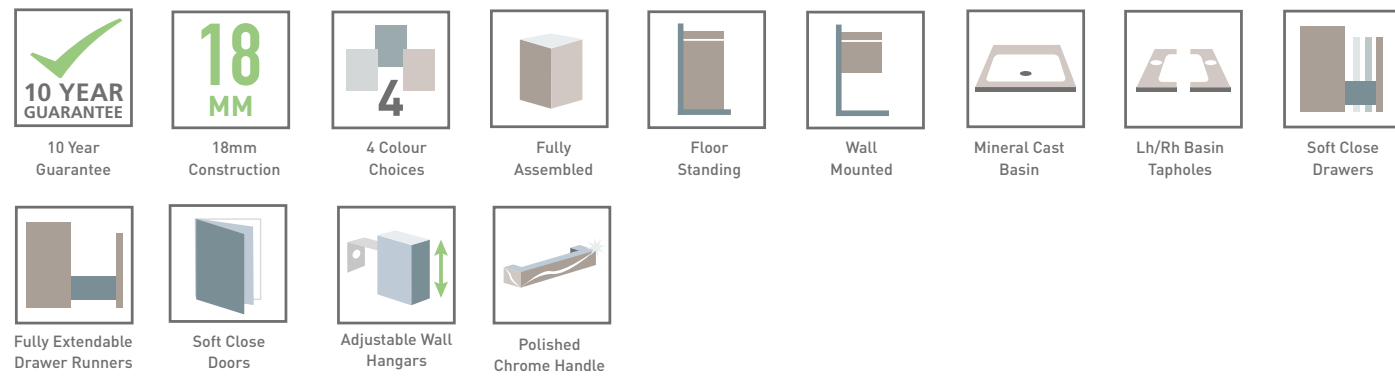 10 YEAR
GUARANTEE
18
MM
4
10 Year
Guarantee
18mm
Construction
4 Colour
Choices
Fully
Assembled
Floor
Standing
Wall
Mounted
Mineral Cast
Basin
Lh/Rh Basin
Tapholes
Soft Close
Drawers
Fully Extendable
Drawer Runners
Soft Close
Doors
Adjustable Wall
Hangars
Polished
Chrome Handle